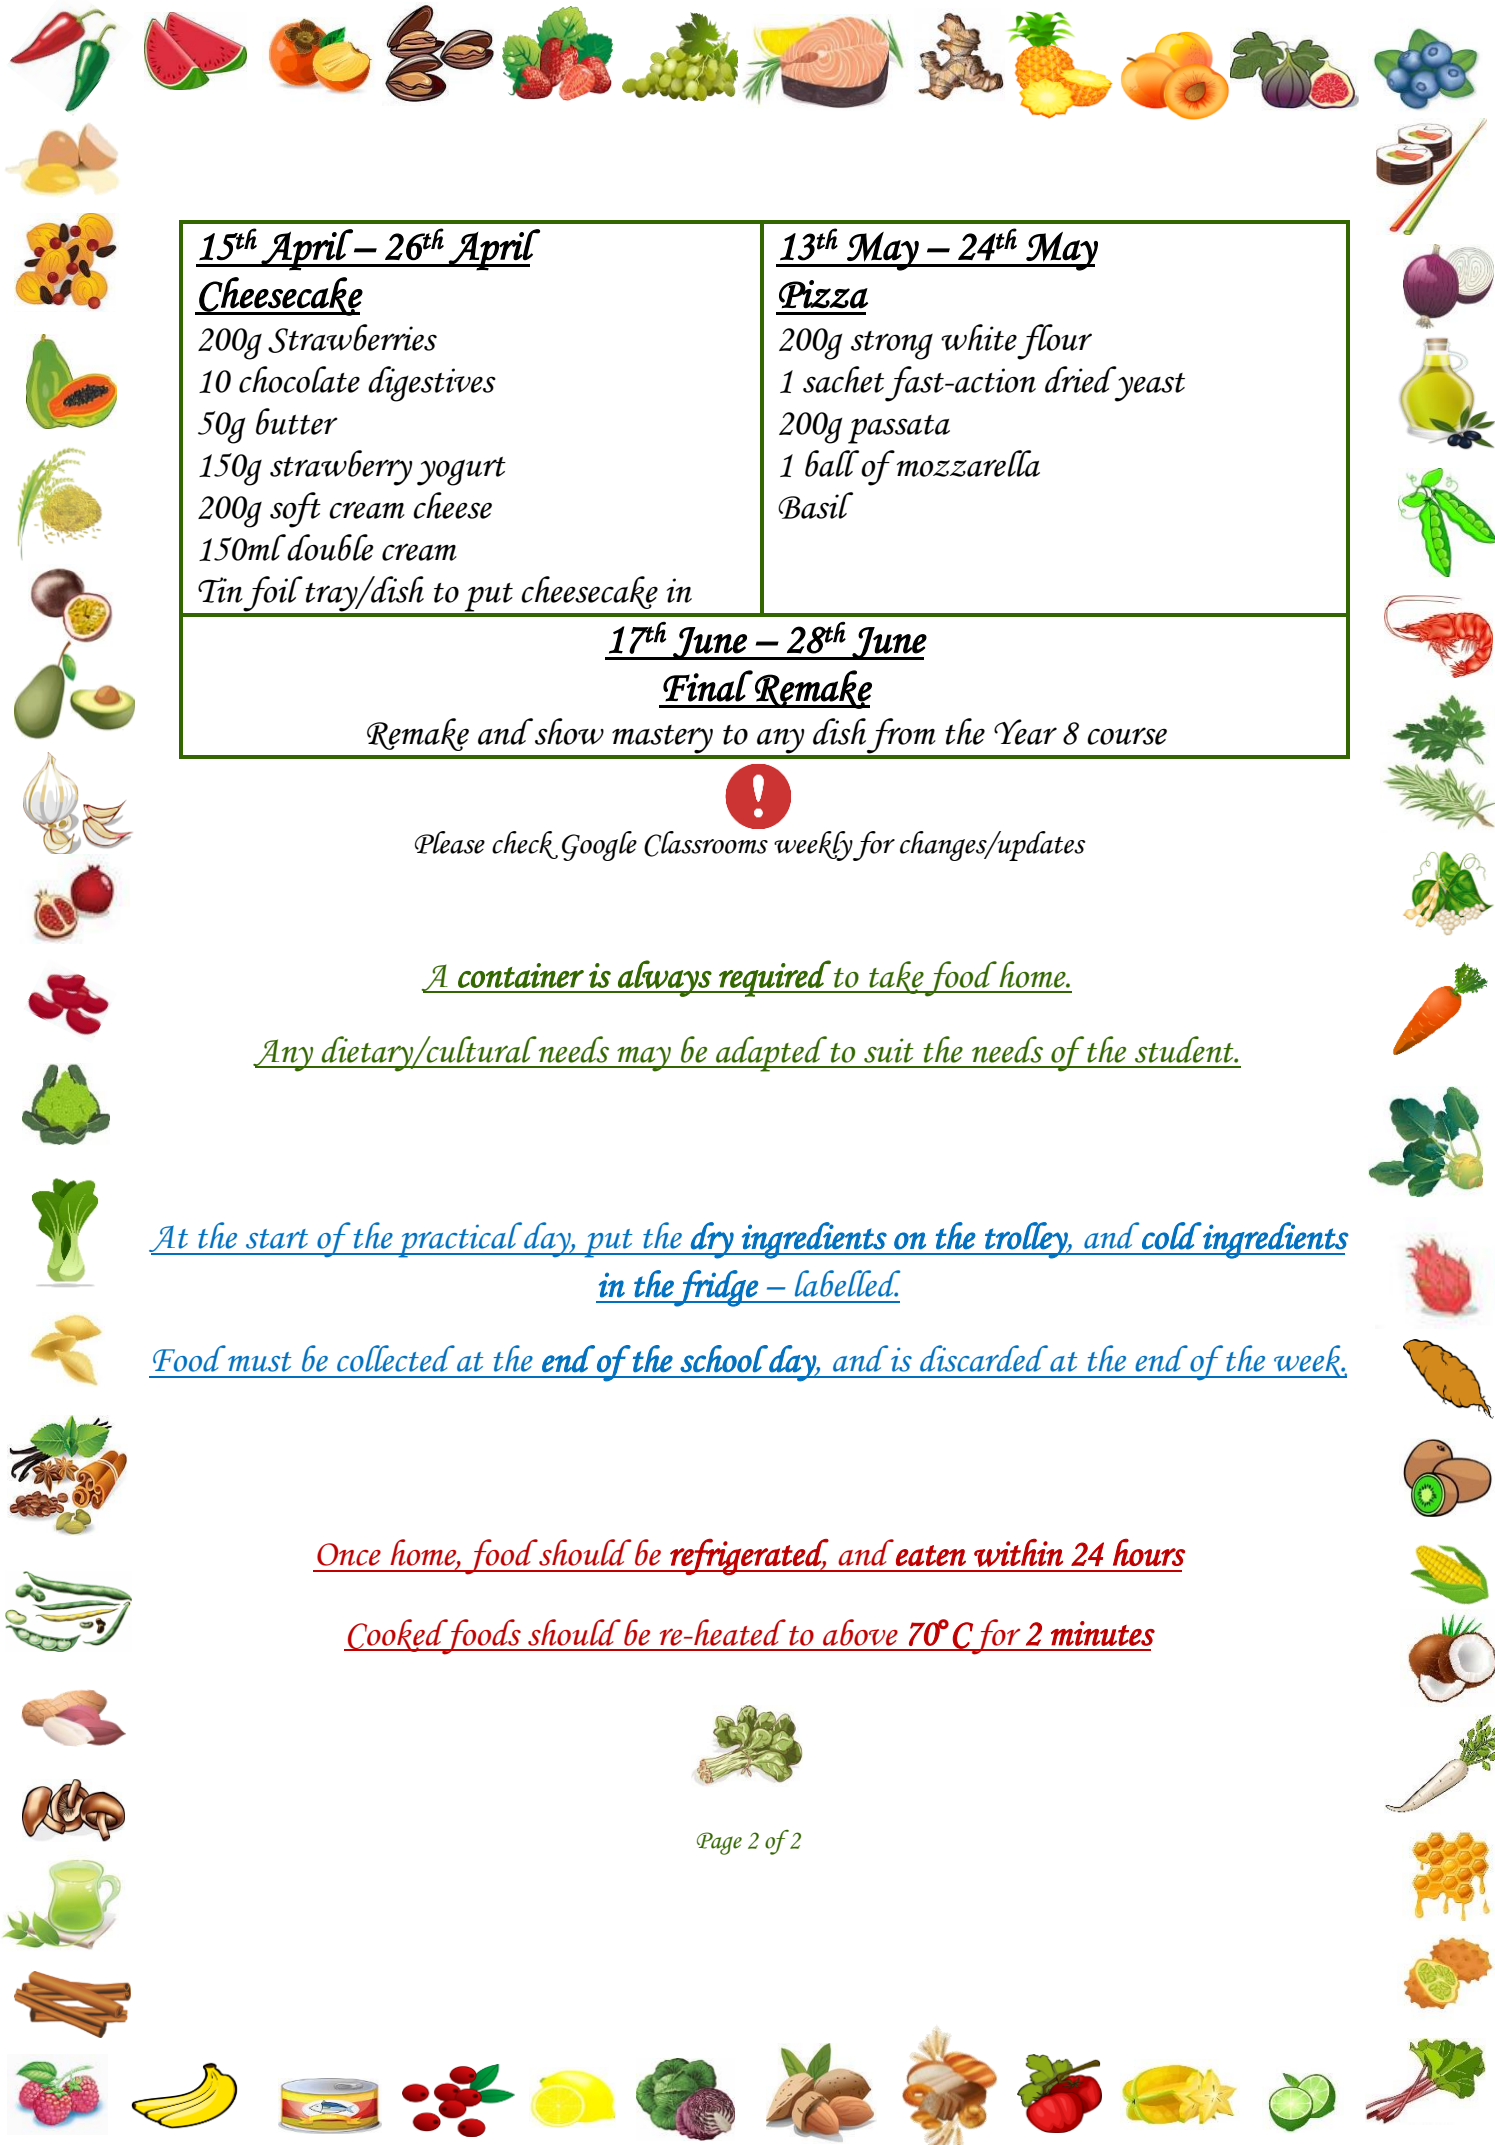 15th April – 26th April
Cheesecake
200g Strawberries
10 chocolate digestives
50g butter
150g strawberry yogurt
200g soft cream cheese
150ml double cream
Tin foil tray/dish to put cheesecake in
13th May – 24th May
Pizza
200g strong white flour
1 sachet fast-action dried yeast
200g passata
1 ball of mozzarella
Basil
17th June – 28th June
Final Remake
Remake and show mastery to any dish from the Year 8 course
Please check Google Classrooms weekly for changes/updates
A container is always required to take food home.
Any dietary/cultural needs may be adapted to suit the needs of the student.
At the start of the practical day, put the dry ingredients on the trolley, and cold ingredients
in the fridge – labelled.
Food must be collected at the end of the school day, and is discarded at the end of the week.
Once home, food should be refrigerated, and eaten within 24 hours
Cooked foods should be re-heated to above 70°C for 2 minutes
Page 2 of 2